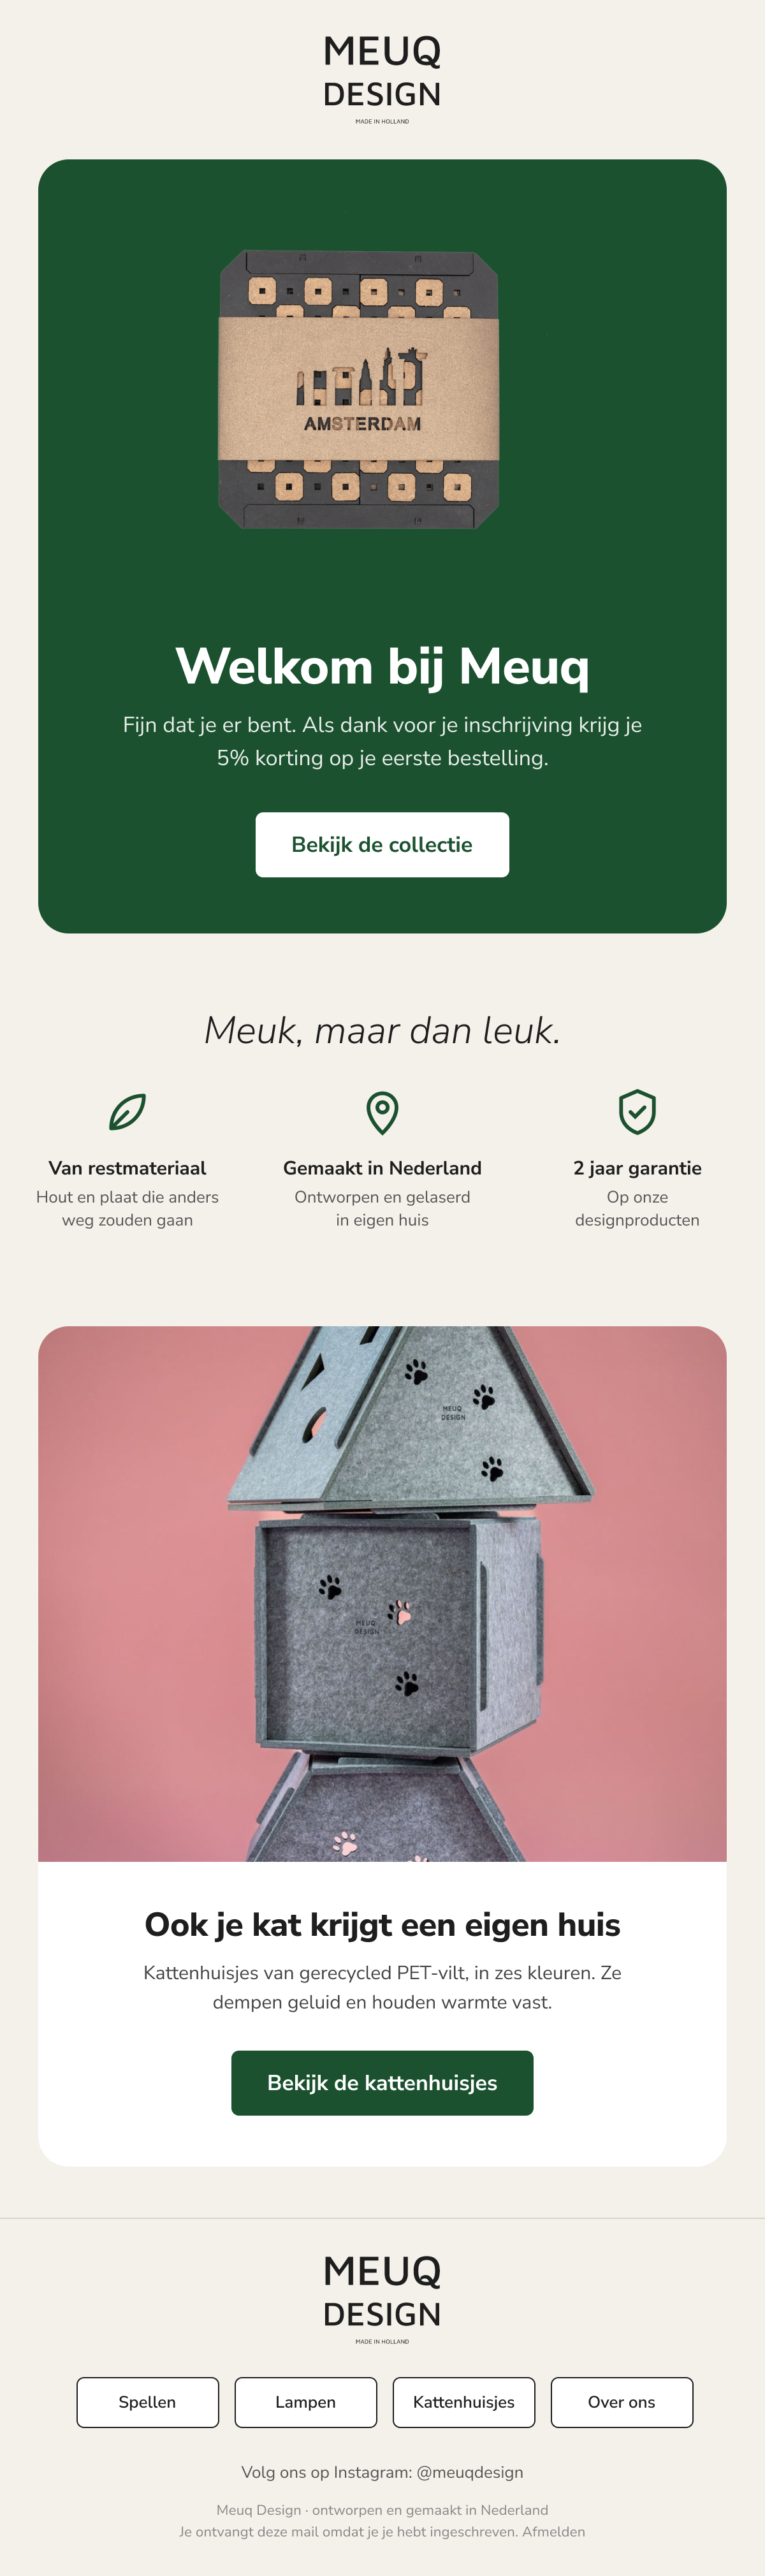 MEUQ
DESIGN
MADE IN HOLLAND
AMSTERDAM
Welkom bij Meuq
Fijn dat je er bent. Als dank voor je inschrijving krijg je
5% korting op je eerste bestelling.
Bekijk de collectie
Meuk, maar dan leuk.
Van restmateriaal
Hout en plaat die anders
weg zouden gaan
Gemaakt in Nederland
Ontworpen en gelaserd
in eigen huis
2 jaar garantie
Op onze
designproducten
MEUQ
DESIGN
MEUQ
DESIGN
Ook je kat krijgt een eigen huis
Kattenhuisjes van gerecycled PET-vilt, in zes kleuren. Ze
dempen geluid en houden warmte vast.
Bekijk de kattenhuisjes
MEUQ
DESIGN
MADE IN HOLLAND
Spellen
Lampen
Kattenhuisjes
Over ons
Volg ons op Instagram: @meuqdesign
Meuq Design · ontworpen en gemaakt in Nederland
Je ontvangt deze mail omdat je je hebt ingeschreven. Afmelden